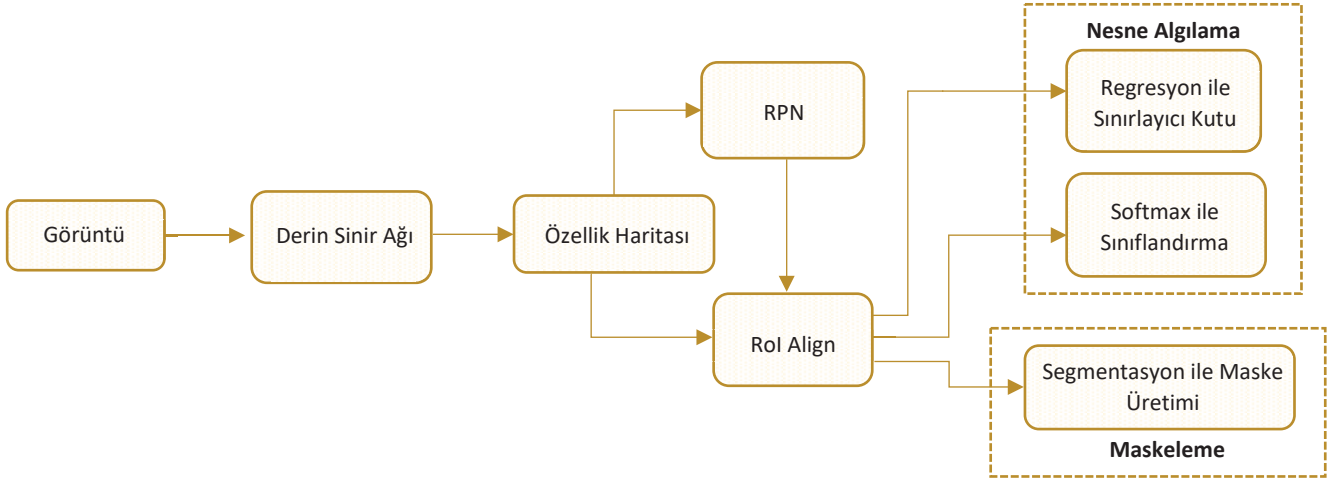 Nesne Algılama
Regresyon ile
Sınırlayıcı Kutu
RPN
Softmax ile
Sınıflandırma
Görüntü
Derin Sinir Ağı
Özellik Haritası
RoI Align
Segmentasyon ile Maske
Üretimi
Maskeleme